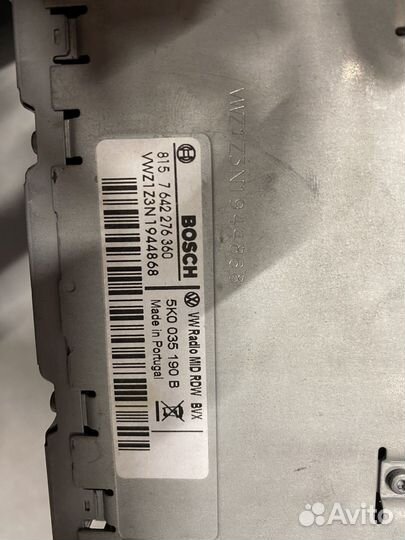 VWZ1Z3N1944868
BOSCH
815 7 642 276 360
VWZ1Z3N1944868
VW Radio MID RDW BVX
5K0 035 190 B
Made in Portugal
Avito